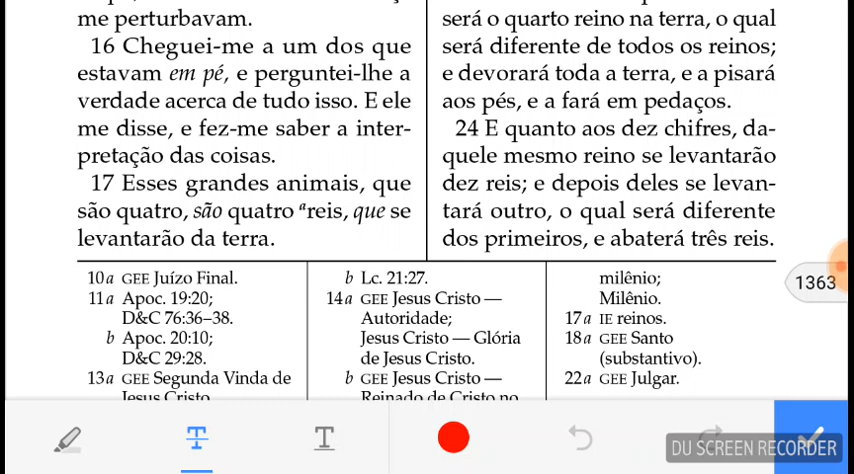 me perturbavam.
16 Cheguei-me a um dos que
estavam em pé, e perguntei-lhe a
verdade acerca de tudo isso. E ele
me disse, e fez-me saber a inter-
pretação das coisas.
17 Esses grandes animais, que
são quatro, são quatro ᵃreis, que se
levantarão da terra.
será o quarto reino na terra, o qual
será diferente de todos os reinos;
e devorará toda a terra, e a pisará
aos pés, e a fará em pedaços.
24 E quanto aos dez chifres, da-
quele mesmo reino se levantarão
dez reis; e depois deles se levan-
tará outro, o qual será diferente
dos primeiros, e abaterá três reis.
10a GEE Juízo Final.
11a Apoc. 19:20;
D&C 76:36–38.
b Apoc. 20:10;
D&C 29:28.
13a GEE Segunda Vinda de
Jesus Cristo
b Lc. 21:27.
14a GEE Jesus Cristo —
Autoridade;
Jesus Cristo — Glória
de Jesus Cristo.
b GEE Jesus Cristo —
Reinado de Cristo no
milênio;
Milênio.
17a IE reinos.
18a GEE Santo
(substantivo).
22a GEE Julgar.
1363
T
T
DU SCREEN RECORDER